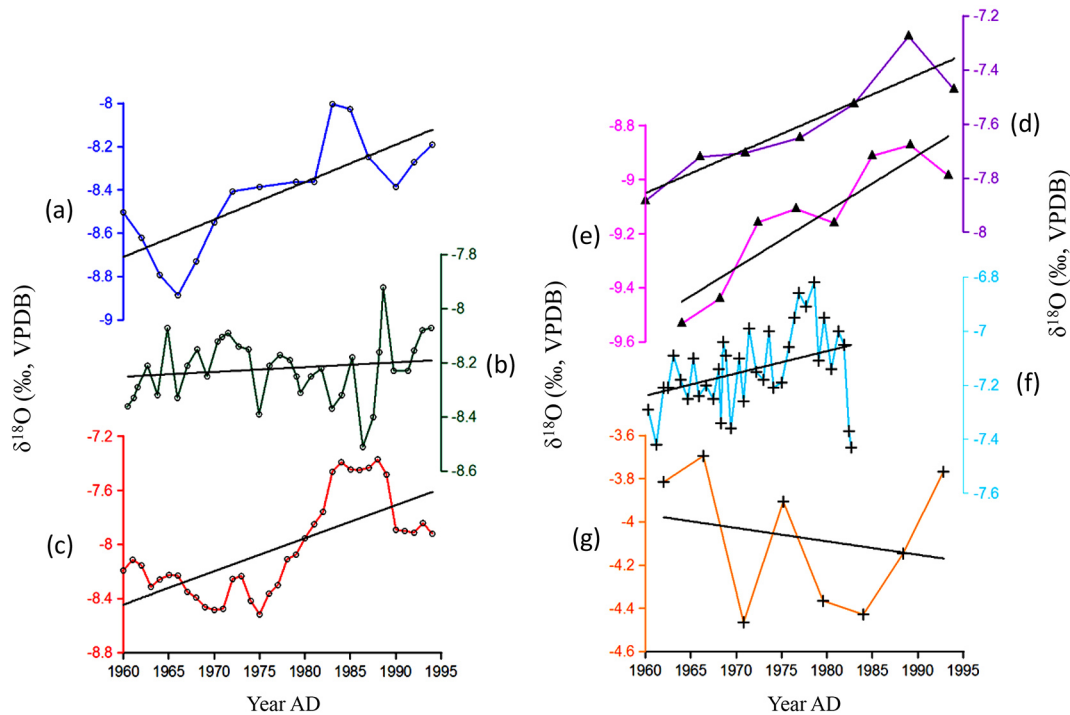 -8
-8.2
-8.4
-8.6
-8.8
-9
(a)
-7.8
-8
-8.2
-8.4
-8.6
(b)
-7.2
-7.6
-8
-8.4
-8.8
(c)
δ18O (‰, VPDB)
δ18O (‰, VPDB)
δ18O (‰, VPDB)
1960 1965 1970 1975 1980 1985 1990 1995
Year AD
-7.2
-7.4
-7.6
-7.8
-8
(d)
-8.8
-9
-9.2
-9.4
-9.6
(e)
-6.8
-7
-7.2
-7.4
-7.6
(f)
-3.6
-3.8
-4
-4.2
-4.4
-4.6
(g)
δ18O (‰, VPDB)
δ18O (‰, VPDB)
1960 1965 1970 1975 1980 1985 1990 1995
Year AD